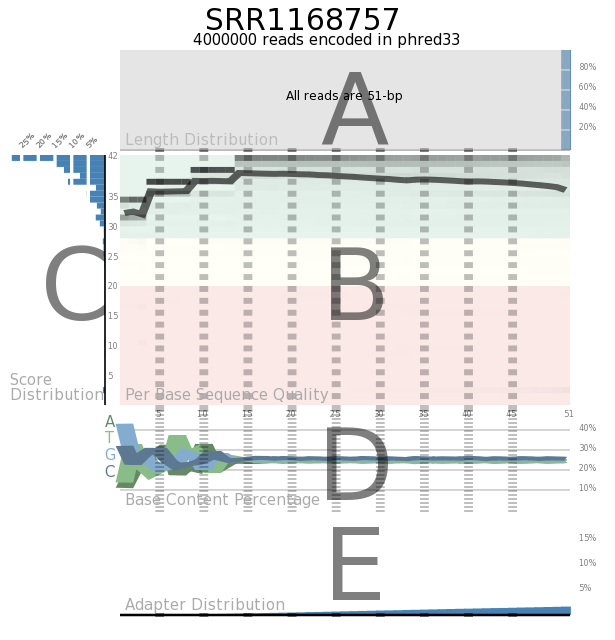 SRR1168757
4000000 reads encoded in phred33
A
All reads are 51-bp
Length Distribution
80%
60%
40%
20%
25% 20% 15% 10% 5%
42
35
30
25
20
15
10
5
C
B
Score
Distribution
Per Base Sequence Quality
5 10 15 20 25 30 35 40 45 51
A
T
G
C
D
40%
30%
20%
10%
Base Content Percentage
E
15%
10%
5%
Adapter Distribution